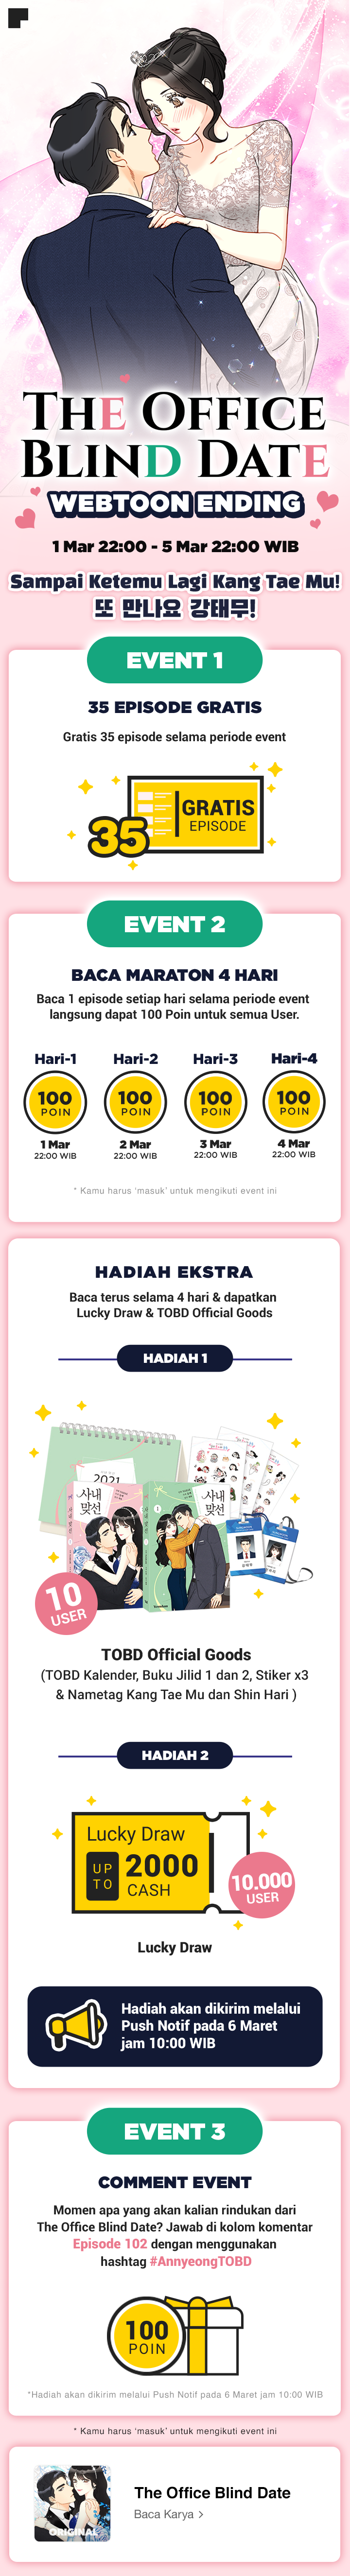 THE OFFICE
BLIND DATE
WEBTOON ENDING
1 Mar 22:00 - 5 Mar 22:00 WIB
Sampai Ketemu Lagi Kang Tae Mu!
또 만나요 강태무!
EVENT 1
35 EPISODE GRATIS
Gratis 35 episode selama periode event
GRATIS
EPISODE
35
EVENT 2
BACA MARATON 4 HARI
Baca 1 episode setiap hari selama periode event
langsung dapat 100 Poin untuk semua User.
Hari-1 Hari-2 Hari-3 Hari-4
100 100 100 100
POIN POIN POIN POIN
1 Mar 2 Mar 3 Mar 4 Mar
22:00 WIB 22:00 WIB 22:00 WIB 22:00 WIB
* Kamu harus 'masuk' untuk mengikuti event ini
HADIAH EKSTRA
Baca terus selama 4 hari & dapatkan
Lucky Draw & TOBD Official Goods
HADIAH 1
2021
사내
맞선
사내
맞선
10
USER
TOBD Official Goods
(TOBD Kalender, Buku Jilid 1 dan 2, Stiker x3
& Nametag Kang Tae Mu dan Shin Hari )
HADIAH 2
Lucky Draw
UP TO 2000
CASH
10.000
USER
Lucky Draw
Hadiah akan dikirim melalui
Push Notif pada 6 Maret
jam 10:00 WIB
EVENT 3
COMMENT EVENT
Momen apa yang akan kalian rindukan dari
The Office Blind Date? Jawab di kolom komentar
Episode 102 dengan menggunakan
hashtag #AnnyeongTOBD
100
POIN
*Hadiah akan dikirim melalui Push Notif pada 6 Maret jam 10:00 WIB
* Kamu harus 'masuk' untuk mengikuti event ini
ORIGINAL
The Office Blind Date
Baca Karya >